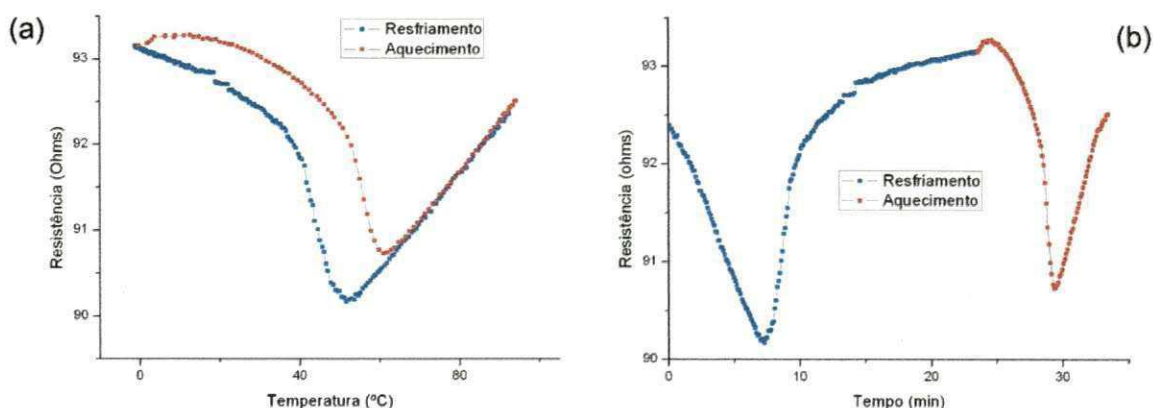 (a)
Resistência (Ohms)
93
92
91
90
0
40
80
Temperatura (ºC)
Resfriamento
Aquecimento
(b)
Resistência (ohms)
93
92
91
90
0
10
20
30
Tempo (min)
Resfriamento
Aquecimento